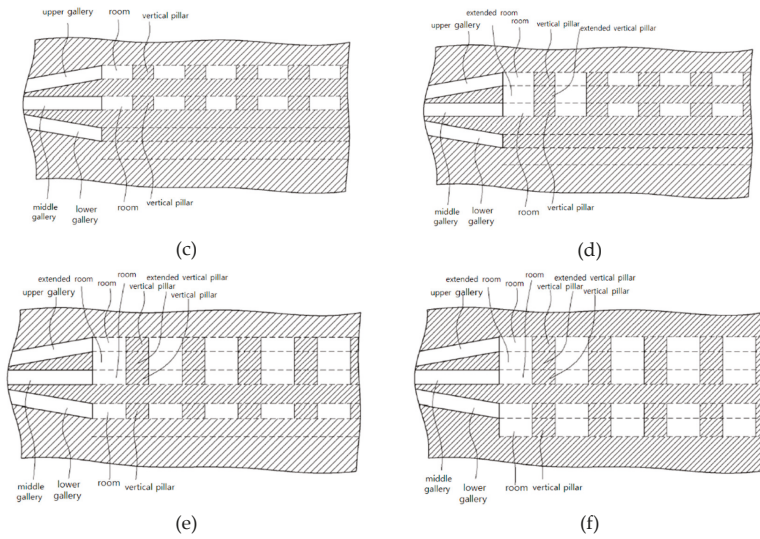 upper gallery
room
vertical pillar
middle gallery
lower gallery
room
vertical pillar
(c)
extended room
room
vertical pillar
extended vertical pillar
upper gallery
middle gallery
lower gallery
room
vertical pillar
(d)
room
extended room
room
extended vertical pillar
vertical pillar
vertical pillar
upper gallery
middle gallery
lower gallery
room
vertical pillar
(e)
room
extended room
room
extended vertical pillar
vertical pillar
vertical pillar
upper gallery
middle gallery
lower gallery
room
vertical pillar
(f)